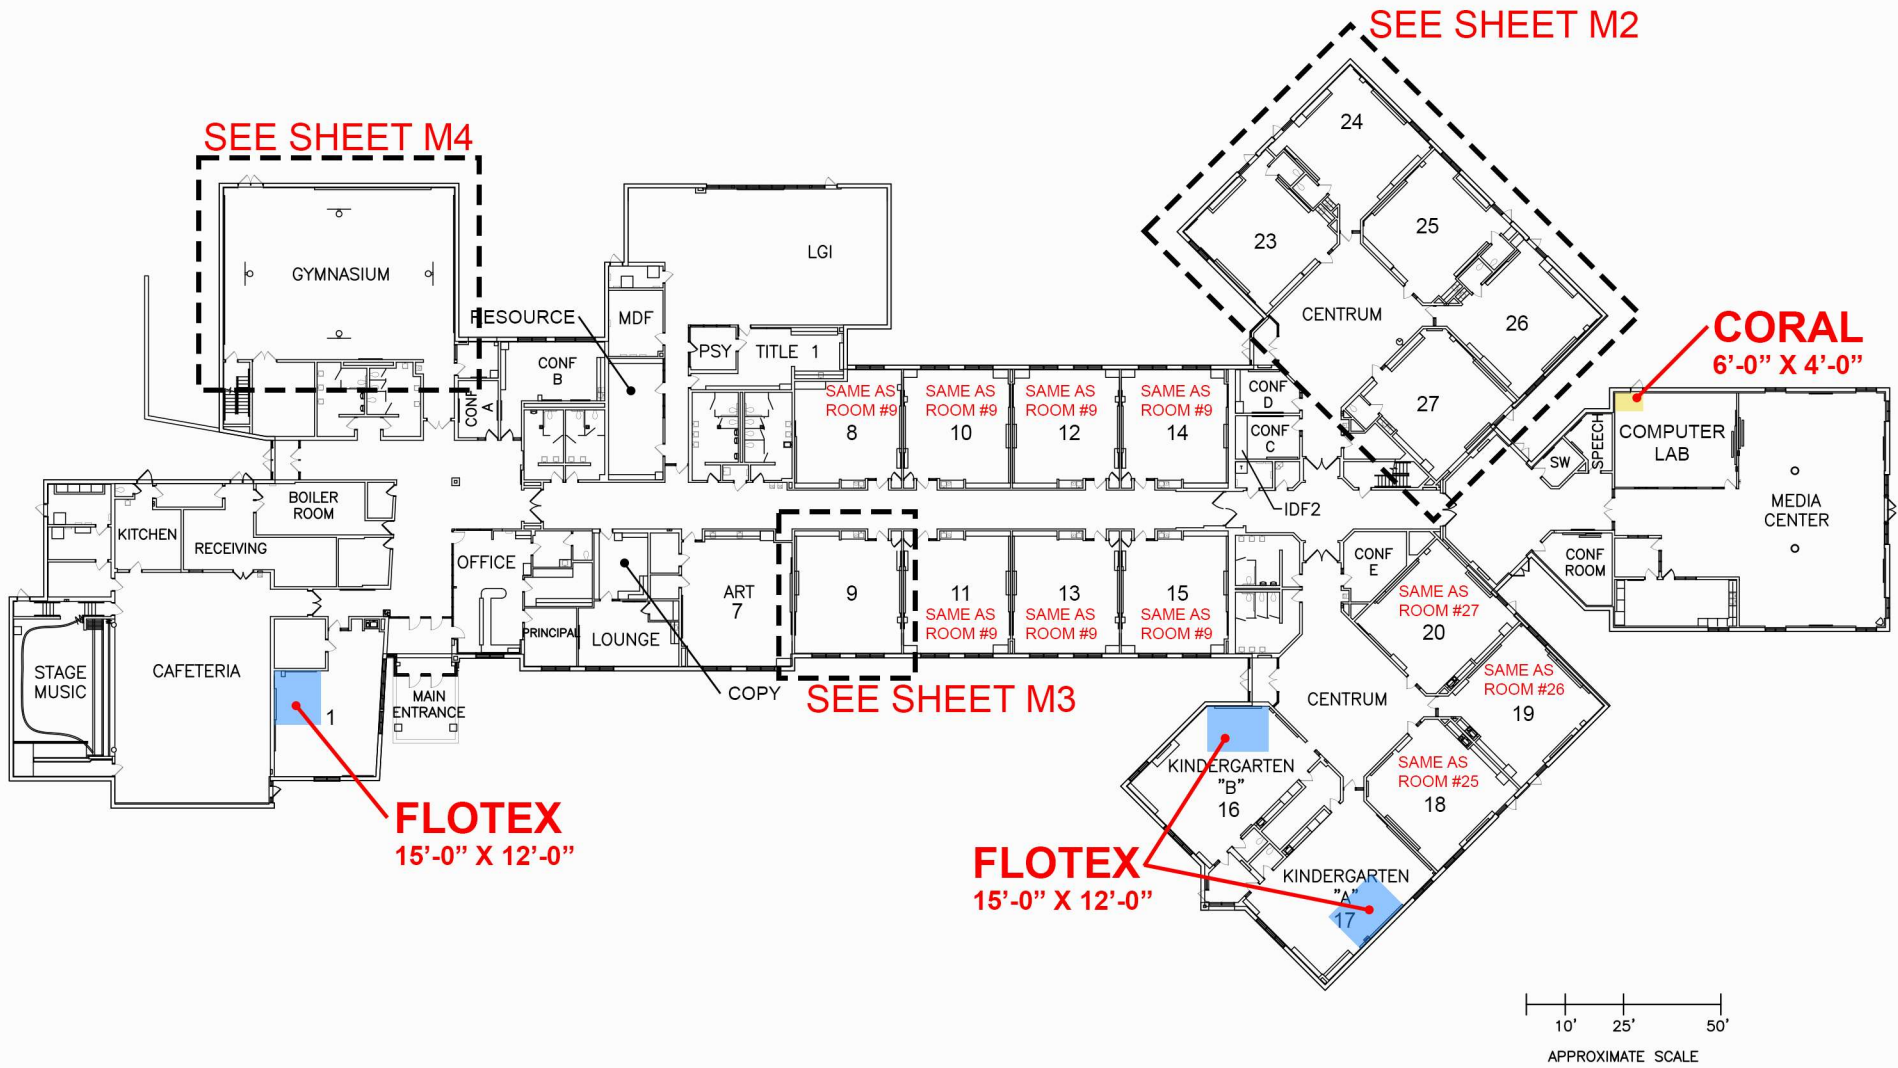 SEE SHEET M2
24
SEE SHEET M4
23
25
LGI
GYMNASIUM
CENTRUM
26
RESOURCE
MDF
PSY
TITLE 1
CORAL
6'-0” X 4'-0”
CONF
B
CONF
A
SAME AS
ROOM #9
8
SAME AS
ROOM #9
10
SAME AS
ROOM #9
12
SAME AS
ROOM #9
14
CONF
D
CONF
C
27
SW
SPEECH
COMPUTER
LAB
BOILER
ROOM
KITCHEN
RECEIVING
IDF2
MEDIA
CENTER
OFFICE
CONF
E
CONF
ROOM
ART
7
9
11
SAME AS
ROOM #9
13
SAME AS
ROOM #9
15
SAME AS
ROOM #9
SAME AS
ROOM #27
20
PRINCIPAL
LOUNGE
STAGE
MUSIC
CAFETERIA
SAME AS
ROOM #26
19
COPY
SEE SHEET M3
MAIN
ENTRANCE
1
CENTRUM
KINDERGARTEN
"B"
16
SAME AS
ROOM #25
18
FLOTEX
15'-0” X 12'-0”
FLOTEX
15'-0” X 12'-0”
KINDERGARTEN
"A"
17
10'
25'
50'
APPROXIMATE SCALE